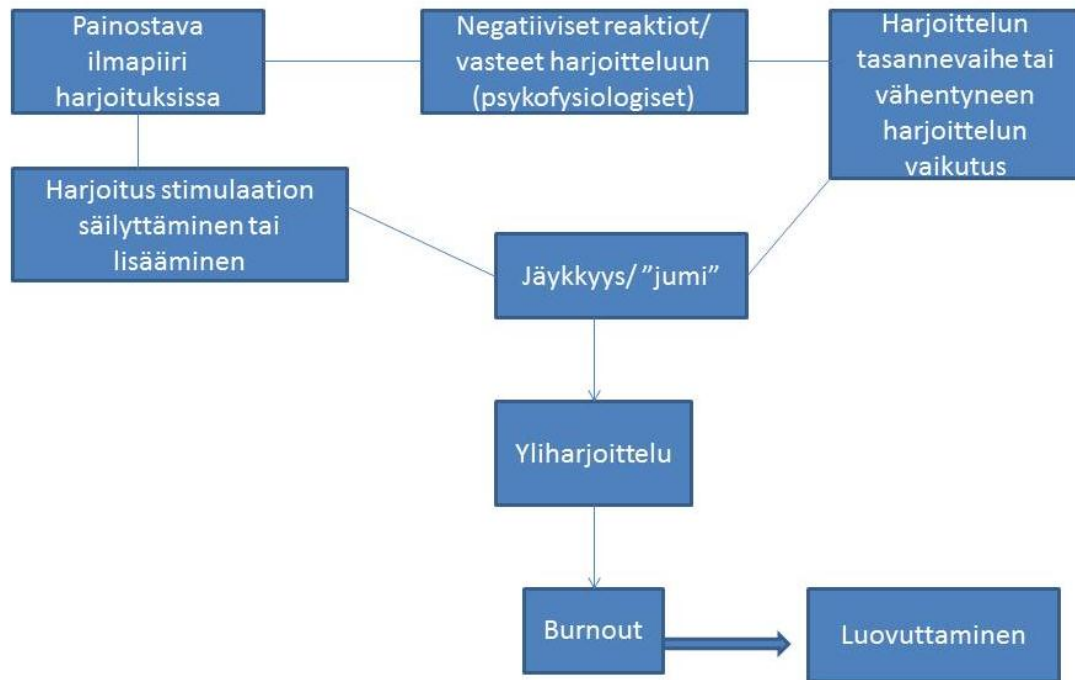 Painostava
ilmapiiri
harjoituksissa
Negatiiviset reaktiot/
vasteet harjoitteluun
(psykofysiologiset)
Harjoittelun
tasannevaihe tai
vähentyneen
harjoittelun
vaikutus
Harjoitus stimulaation
säilyttäminen tai
lisääminen
Jäykkyys/ ”jumi”
Yliharjoittelu
Burnout
Luovuttaminen